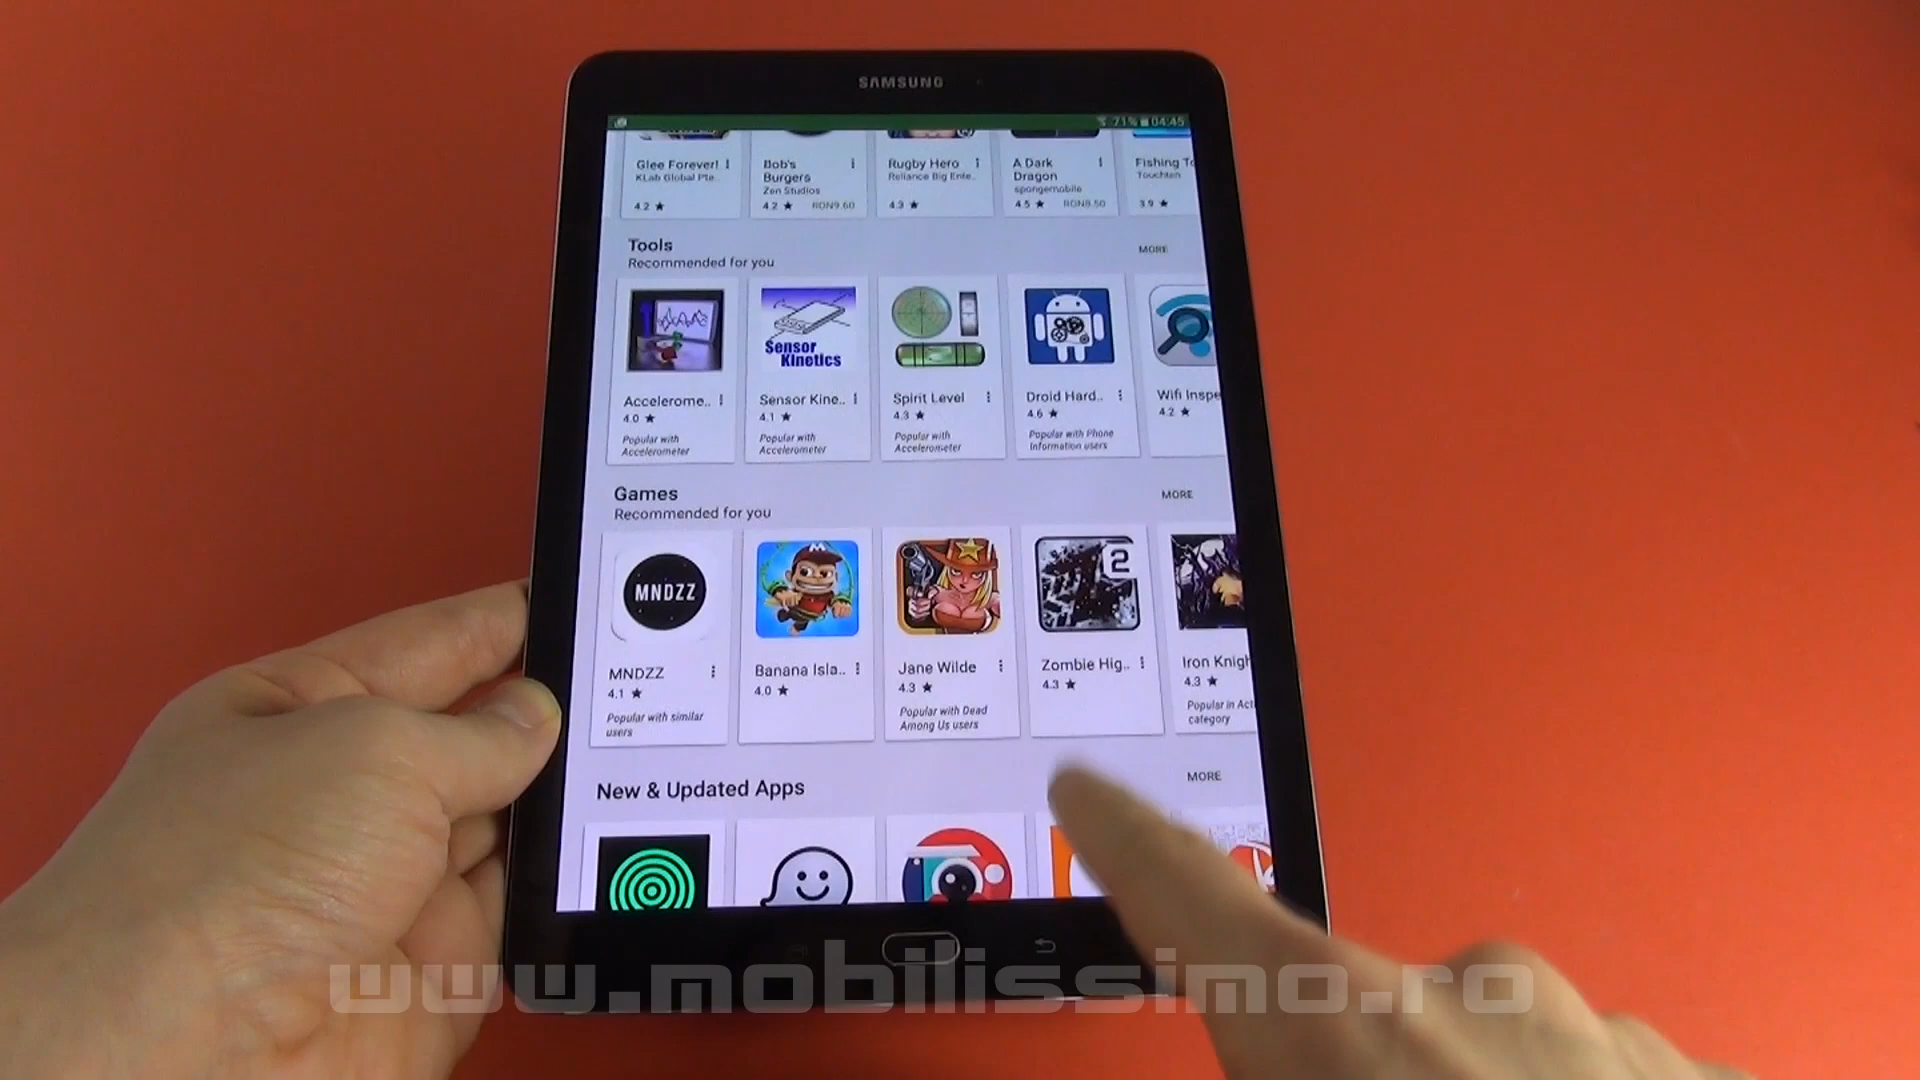 SAMSUNG
71% 04:45
Glee Forever!
KLab Global Pte..
4.2 ★
Bob's
Burgers
Zen Studios
4.2 ★ RON9.60
Rugby Hero
Reliance Big Ente..
4.3 ★
A Dark
Dragon
spongemobile
4.5 ★ RON8.50
Fishing To
Touchten
3.9 ★
Tools
Recommended for you
MORE
Sensor
Kinetics
Accelerome..
4.0 ★
Popular with
Accelerometer
Sensor Kine..
4.1 ★
Popular with
Accelerometer
Spirit Level
4.3 ★
Popular with
Accelerometer
Droid Hard..
4.6 ★
Popular with Phone
Information users
Wifi Inspe
4.2 ★
Games
Recommended for you
MORE
MNDZZ
M
2
MNDZZ
4.1 ★
Popular with similar
users
Banana Isla..
4.0 ★
Jane Wilde
4.3 ★
Popular with Dead
Among Us users
Zombie Hig..
4.3 ★
Iron Knigh
4.3 ★
Popular in Act
category
New & Updated Apps
MORE
www.mobilissimo.ro